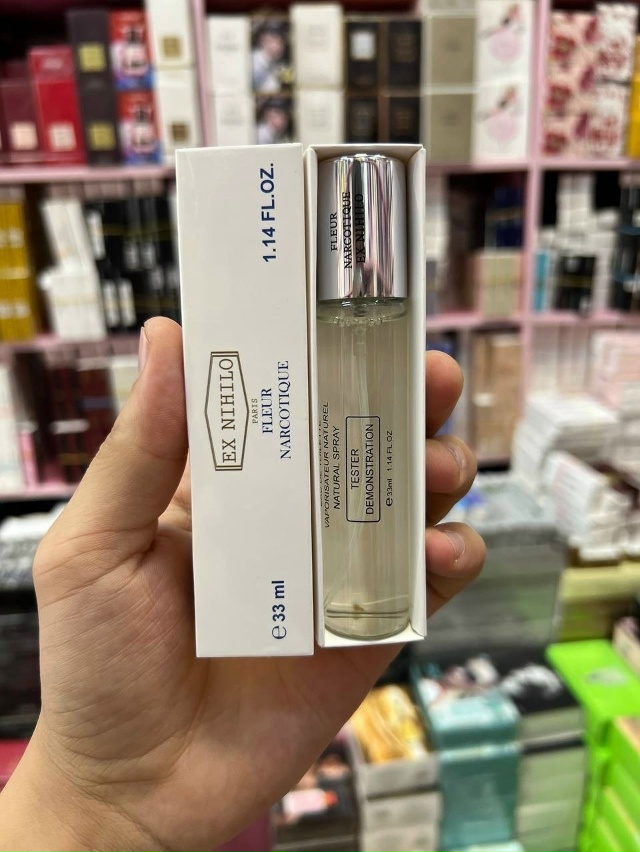 EX NIHILO
PARIS
FLEUR
NARCOTIQUE
1.14 FL.OZ.
℮ 33 ml
FLEUR
NARCOTIQUE
EX NIHILO
VAPORISATEUR NATUREL
NATURAL SPRAY
TESTER
DEMONSTRATION
℮33ml 1.14 FL.OZ